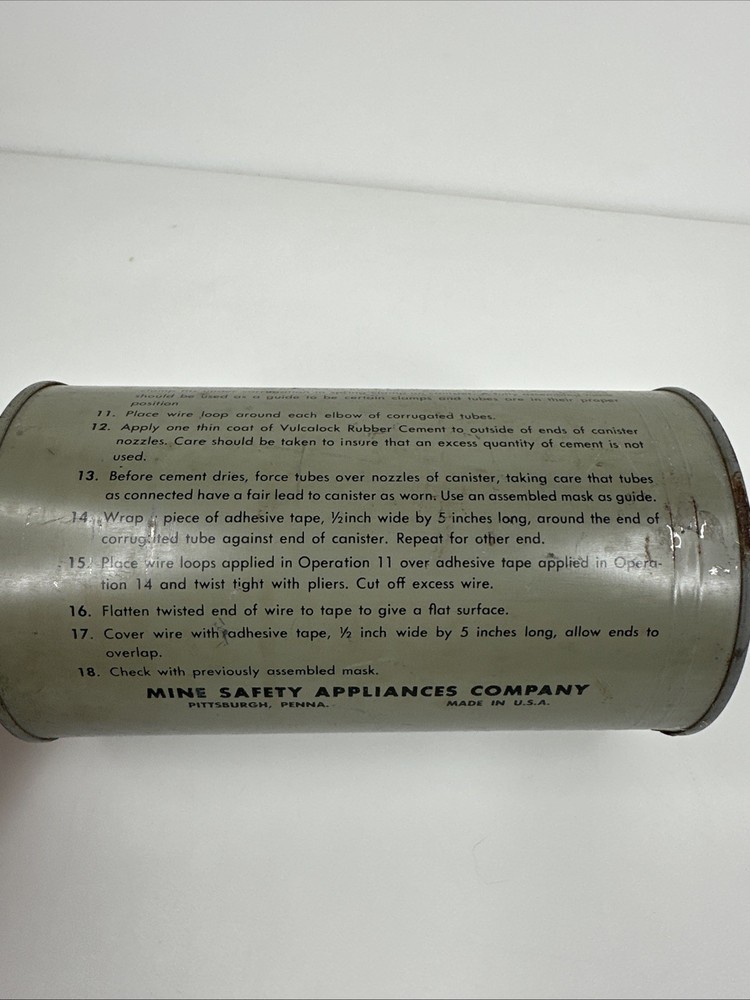 should be used as a guide to be certain clamps and tubes are in their proper
position
11. Place wire loop around each elbow of corrugated tubes.
12. Apply one thin coat of Vulcalock Rubber Cement to outside of ends of canister
nozzles. Care should be taken to insure that an excess quantity of cement is not
used.
13. Before cement dries, force tubes over nozzles of canister, taking care that tubes
as connected have a fair lead to canister as worn. Use an assembled mask as guide.
14. Wrap piece of adhesive tape, ½inch wide by 5 inches long, around the end of
corrugated tube against end of canister. Repeat for other end.
15. Place wire loops applied in Operation 11 over adhesive tape applied in Opera-
tion 14 and twist tight with pliers. Cut off excess wire.
16. Flatten twisted end of wire to tape to give a flat surface.
17. Cover wire with adhesive tape, ½ inch wide by 5 inches long, allow ends to
overlap.
18. Check with previously assembled mask.
MINE SAFETY APPLIANCES COMPANY
PITTSBURGH, PENNA. MADE IN U.S.A.